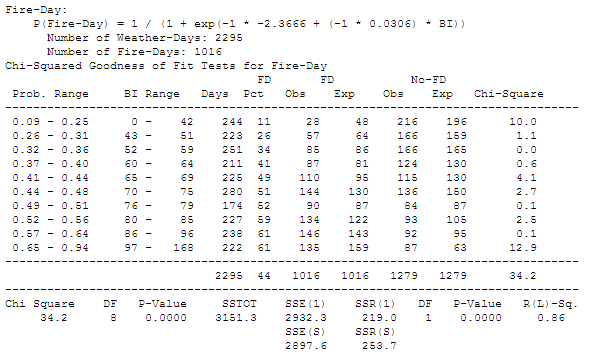 Fire-Day:
P(Fire-Day) = 1 / (1 + exp(-1 * -2.3666 + (-1 * 0.0306) * BI))
Number of Weather-Days: 2295
Number of Fire-Days: 1016
Chi-Squared Goodness of Fit Tests for Fire-Day
FD FD No-FD
Prob. Range BI Range Days Pct Obs Exp Obs Exp Chi-Square
0.09 - 0.25 0 - 42 244 11 28 48 216 196 10.0
0.26 - 0.31 43 - 51 223 26 57 64 166 159 1.1
0.32 - 0.36 52 - 59 251 34 85 86 166 165 0.0
0.37 - 0.40 60 - 64 211 41 87 81 124 130 0.6
0.41 - 0.44 65 - 69 225 49 110 95 115 130 4.1
0.44 - 0.48 70 - 75 280 51 144 130 136 150 2.7
0.49 - 0.51 76 - 79 174 52 90 87 84 87 0.1
0.52 - 0.56 80 - 85 227 59 134 122 93 105 2.5
0.57 - 0.64 86 - 96 238 61 146 143 92 95 0.1
0.65 - 0.94 97 - 168 222 61 135 159 87 63 12.9
2295 44 1016 1016 1279 1279 34.2
Chi Square DF P-Value SSTOT SSE(1) SSR(1) DF P-Value R(L)-Sq.
34.2 8 0.0000 3151.3 2932.3 219.0 1 0.0000 0.86
SSE(S) SSR(S)
2897.6 253.7